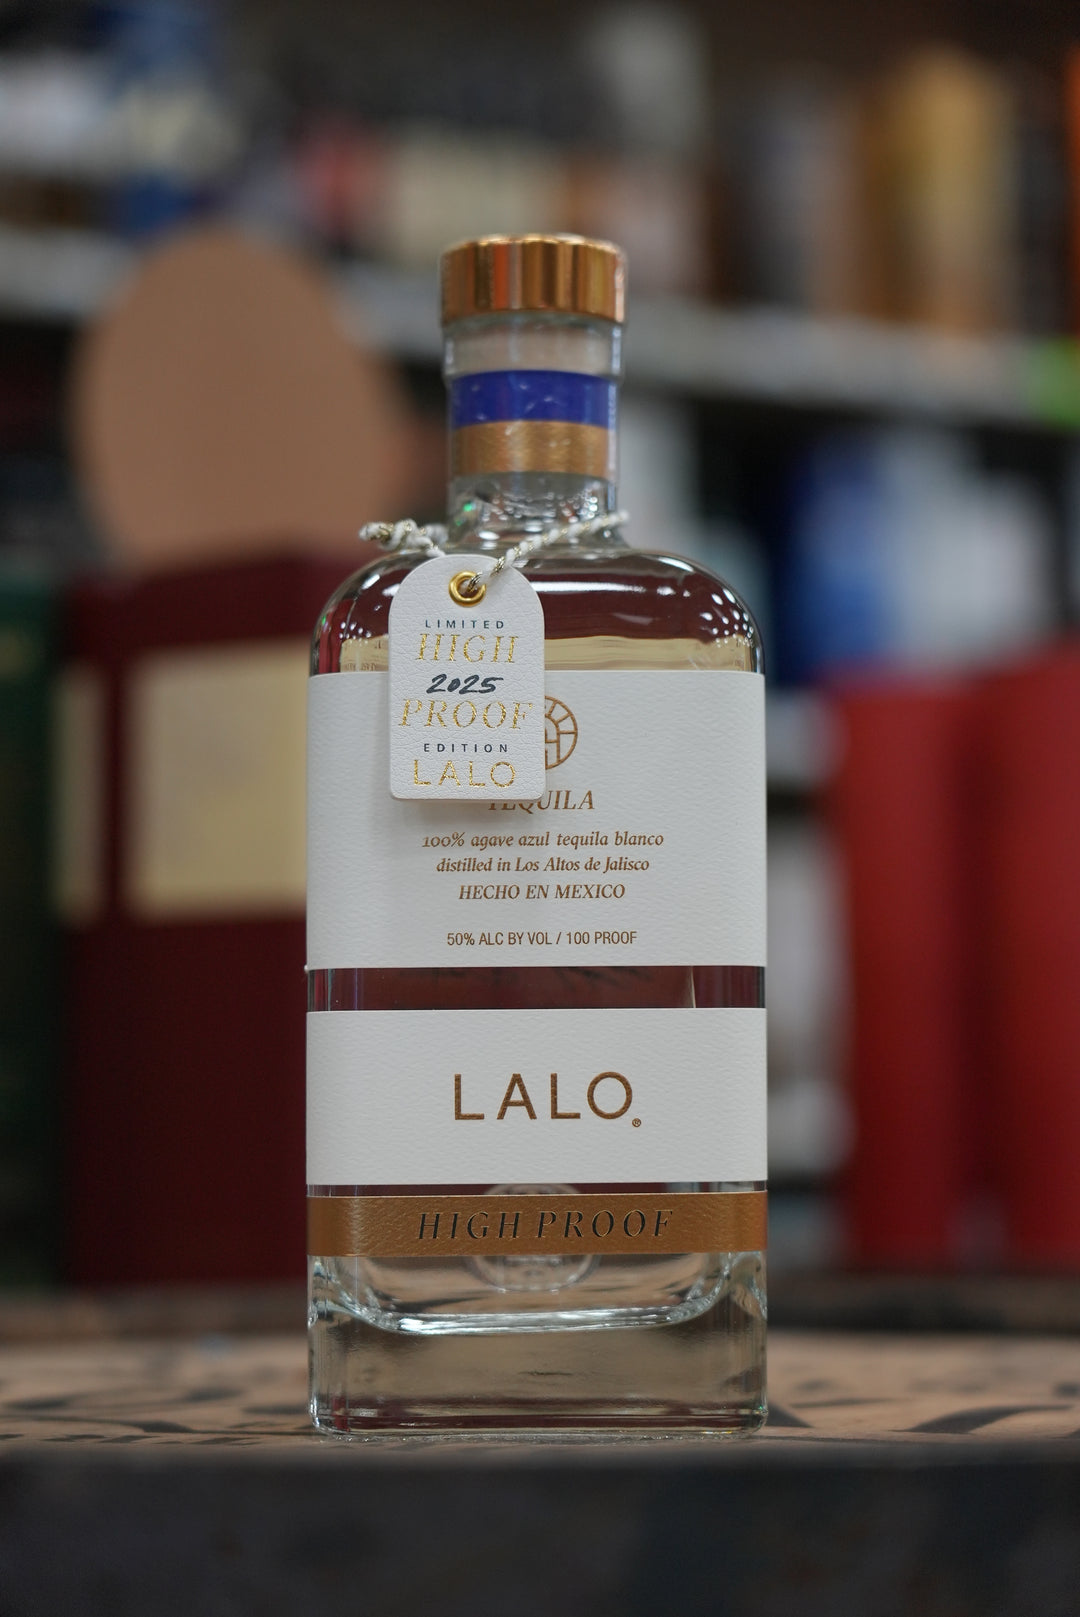 LIMITED
HIGH
2025
PROOF
EDITION
LALO
TEQUILA
100% agave azul tequila blanco
distilled in Los Altos de Jalisco
HECHO EN MEXICO
50% ALC BY VOL / 100 PROOF
LALO®
HIGH PROOF